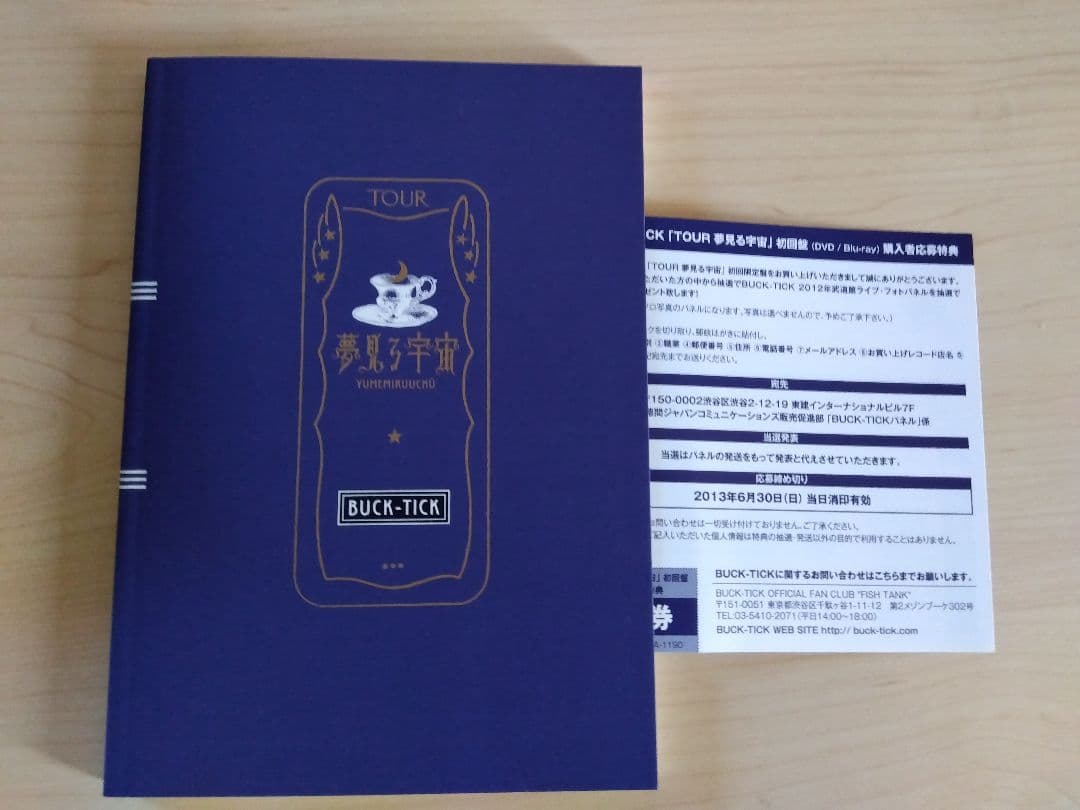 TOUR
夢見る宇宙
YUMEMIRUUCHŪ
BUCK-TICK
CK「TOUR 夢見る宇宙」初回盤 (DVD / Blu-ray) 購入者応募特典
「TOUR 夢見る宇宙」初回限定盤をお買い上げいただきまして誠にありがとうございます。
ただいた方の中から抽選でBUCK-TICK 2012年武道館ライブ・フォトパネルを抽選で
ゼント致します!
ロ写真のパネルになります。写真は選べませんので、予めご了承下さい。)
クを切り取り、郵政はがきに貼付し、
別 ③職業 ④郵便番号 ⑤住所 ⑥電話番号 ⑦メールアドレス ⑧お買い上げレコード店名 を
記宛先までお送りください。
宛先
〒150-0002渋谷区渋谷2-12-19 東建インターナショナルビル7F
徳間ジャパンコミュニケーションズ販売促進部「BUCK-TICKパネル」係
当選発表
当選はパネルの発送をもって発表と代えさせていただきます。
応募締め切り
2013年6月30日(日) 当日消印有効
お問い合わせは一切受け付けておりません。ご了承ください。
ご記入いただいた個人情報は特典の抽選・発送以外の目的で利用することはありません。
」初回盤
典
券
A-1190
BUCK-TICKに関するお問い合わせはこちらまでお願いします。
BUCK-TICK OFFICIAL FAN CLUB "FISH TANK"
〒151-0051 東京都渋谷区千駄ヶ谷1-11-12 第2メゾンブーケ302号
TEL:03-5410-2071(平日14:00~18:00)
BUCK-TICK WEB SITE http:// buck-tick.com